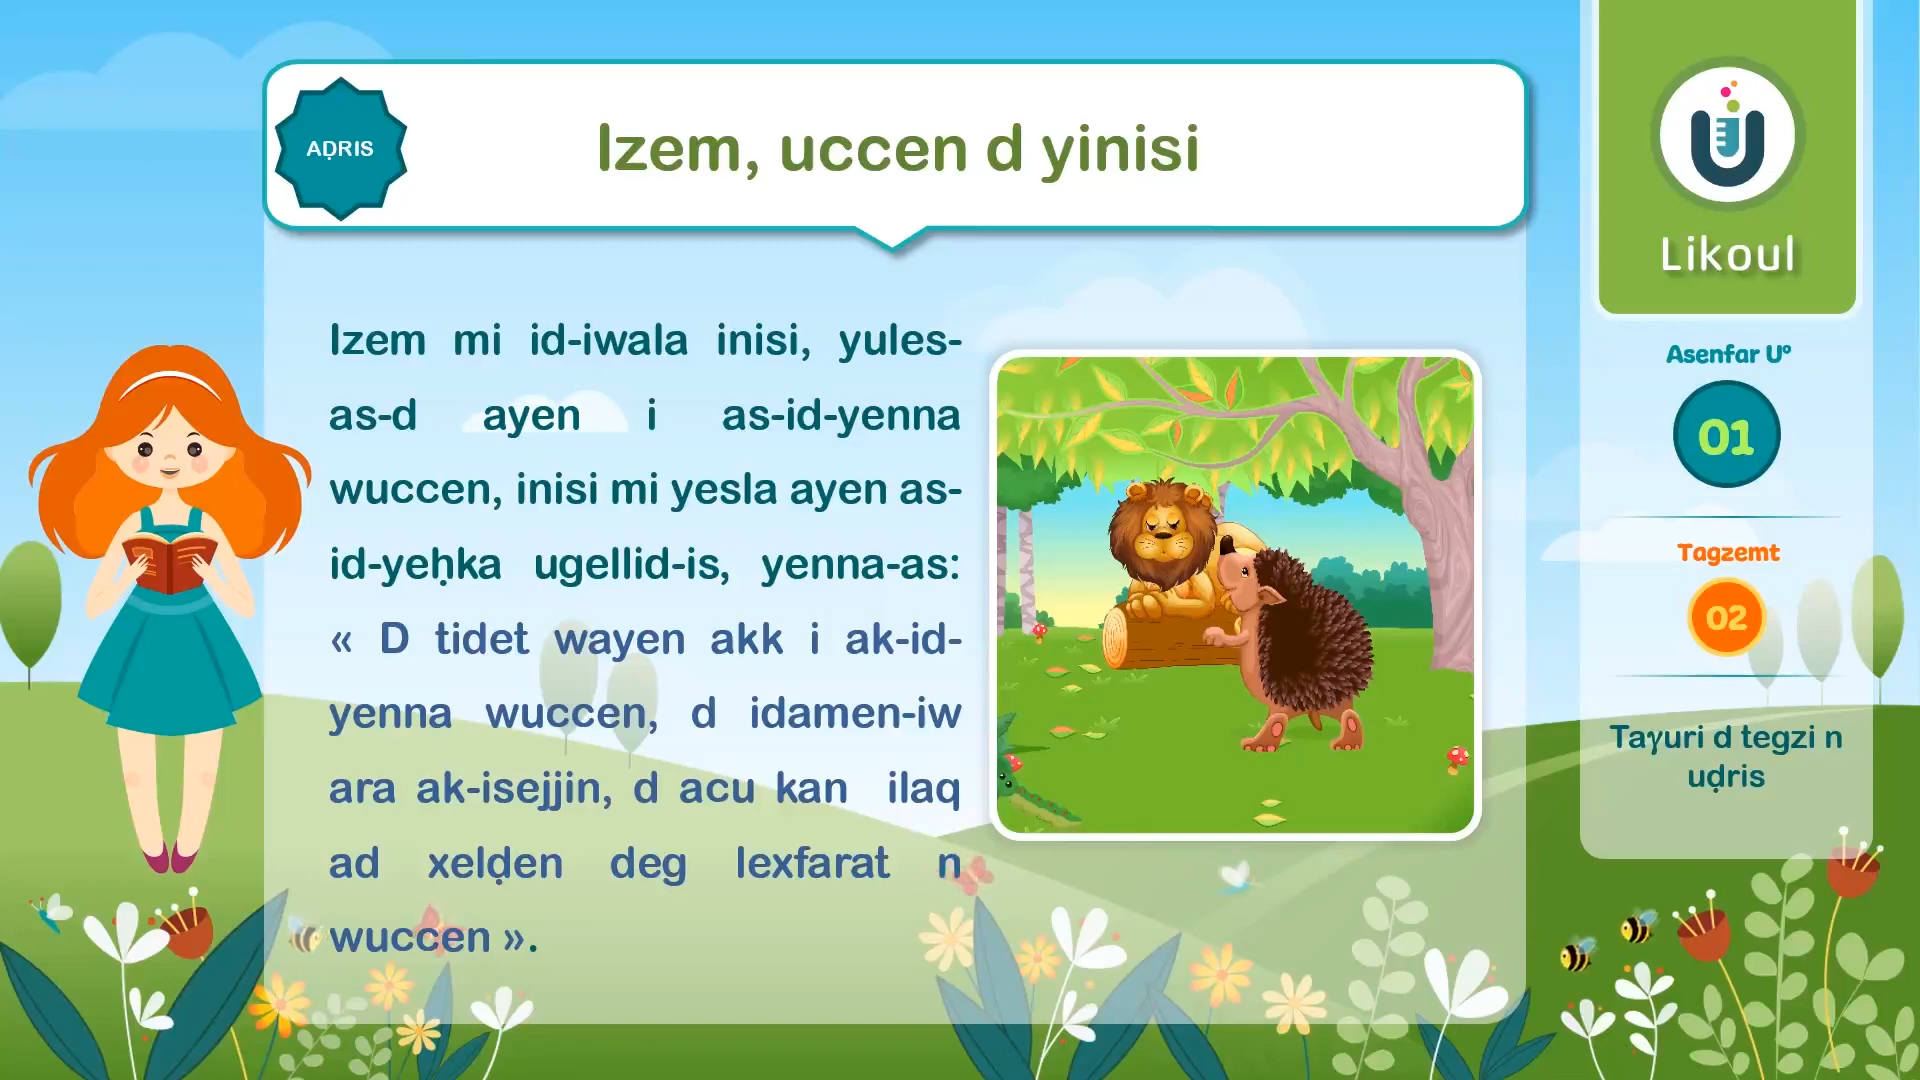 AḌRIS
Izem, uccen d yinisi
Izem mi id-iwala inisi, yules-
as-d ayen i as-id-yenna
wuccen, inisi mi yesla ayen as-
id-yeḥka ugellid-is, yenna-as:
« D tidet wayen akk i ak-id-
yenna wuccen, d idamen-iw
ara ak-isejjin, d acu kan ilaq
ad xelḍen deg lexfarat n
wuccen ».
Likoul
Asenfar Uº
01
Tagzemt
02
Taɣuri d tegzi n
uḍris